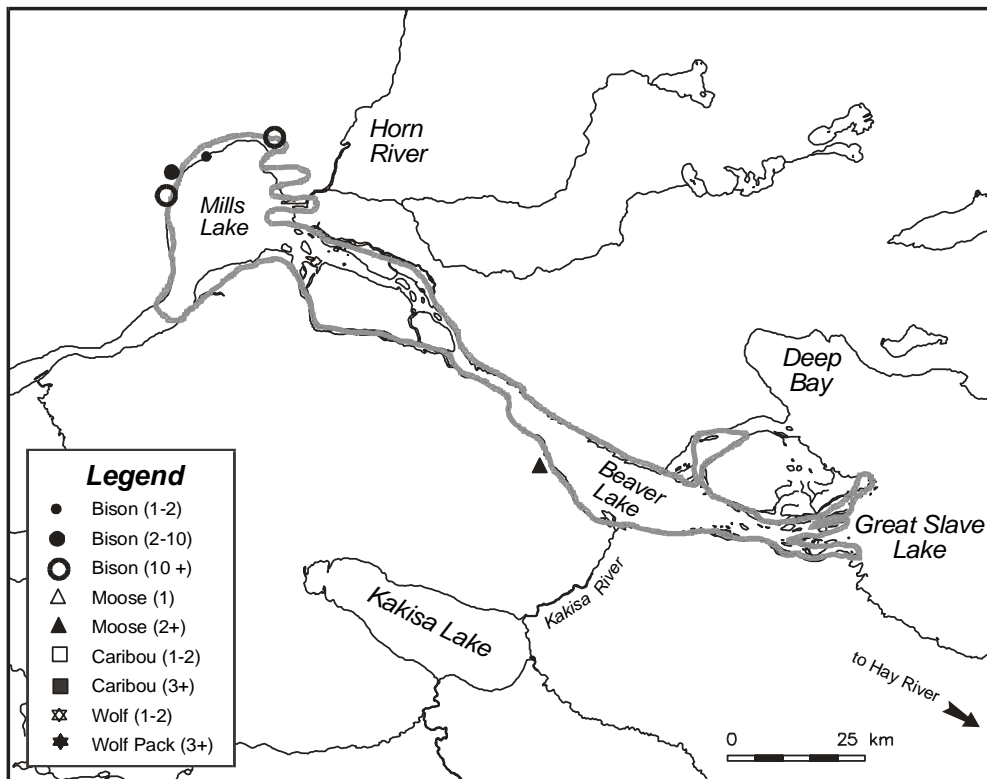 Horn
River
Mills
Lake
Deep
Bay
Beaver
Lake
Great Slave
Lake
Kakisa River
Kakisa Lake
to Hay River
0 25 km
Legend
Bison (1-2)
Bison (2-10)
Bison (10 +)
Moose (1)
Moose (2+)
Caribou (1-2)
Caribou (3+)
Wolf (1-2)
Wolf Pack (3+)